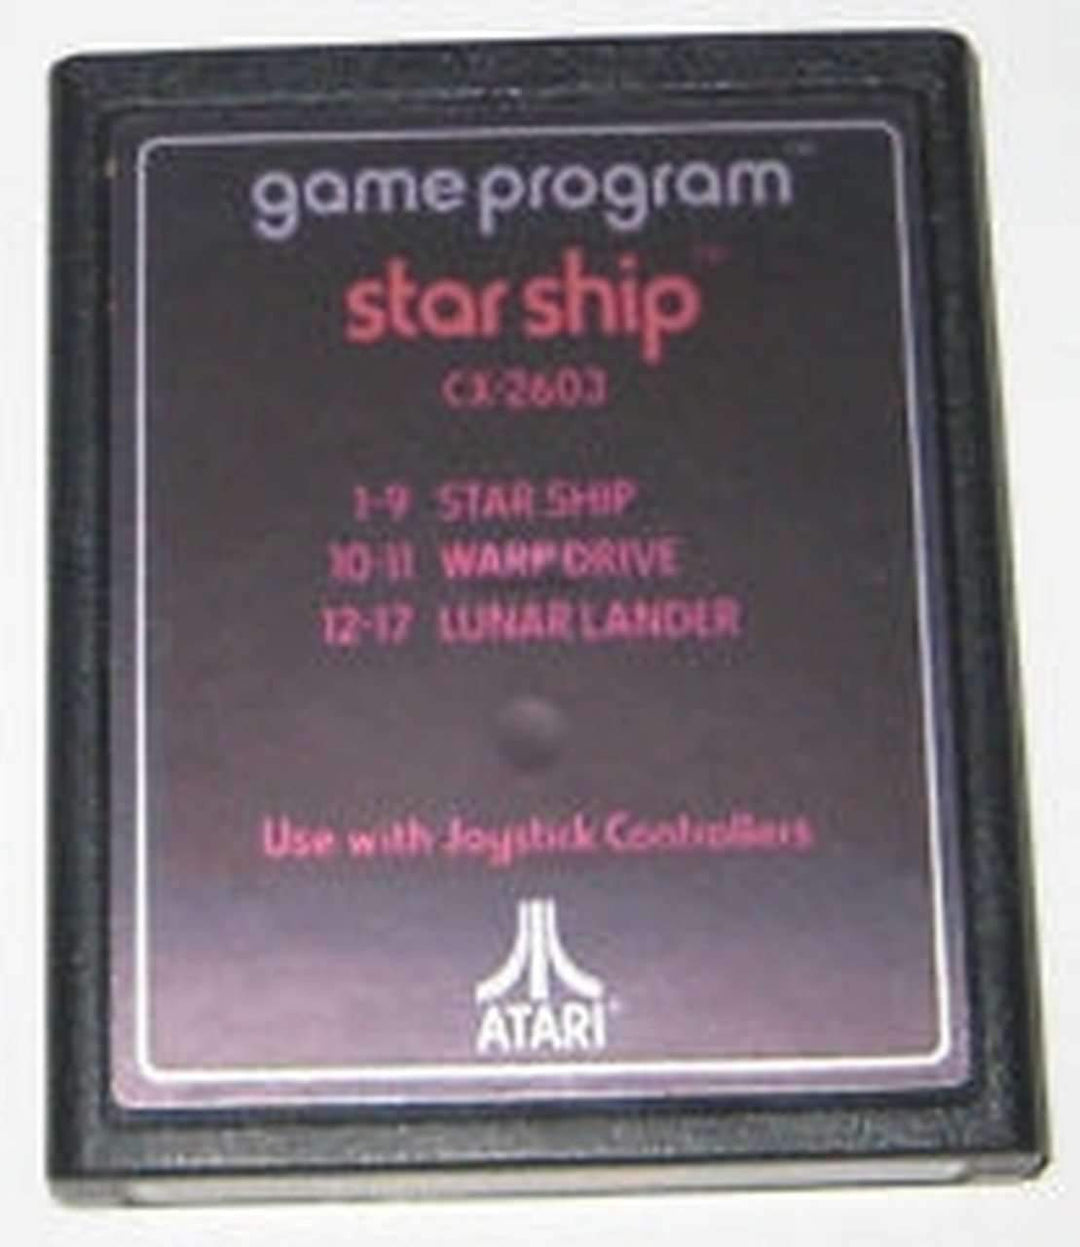 game program™
star ship™
CX-2603
1-9 STAR SHIP
10-11 WARP DRIVE
12-17 LUNAR LANDER
Use with Joystick Controllers
ATARI